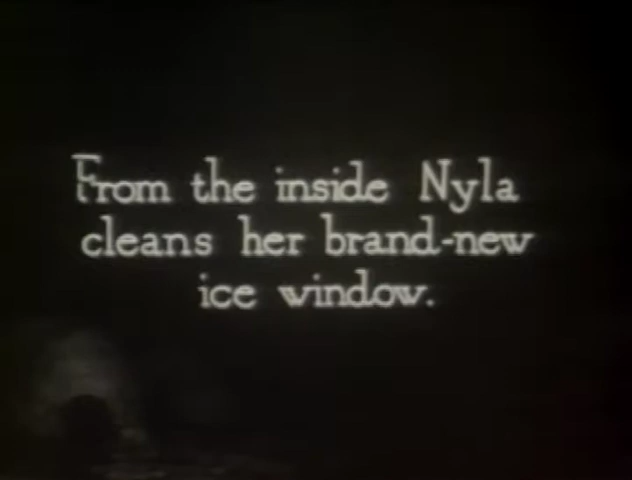 From the inside Nyla
cleans her brand-new
ice window.